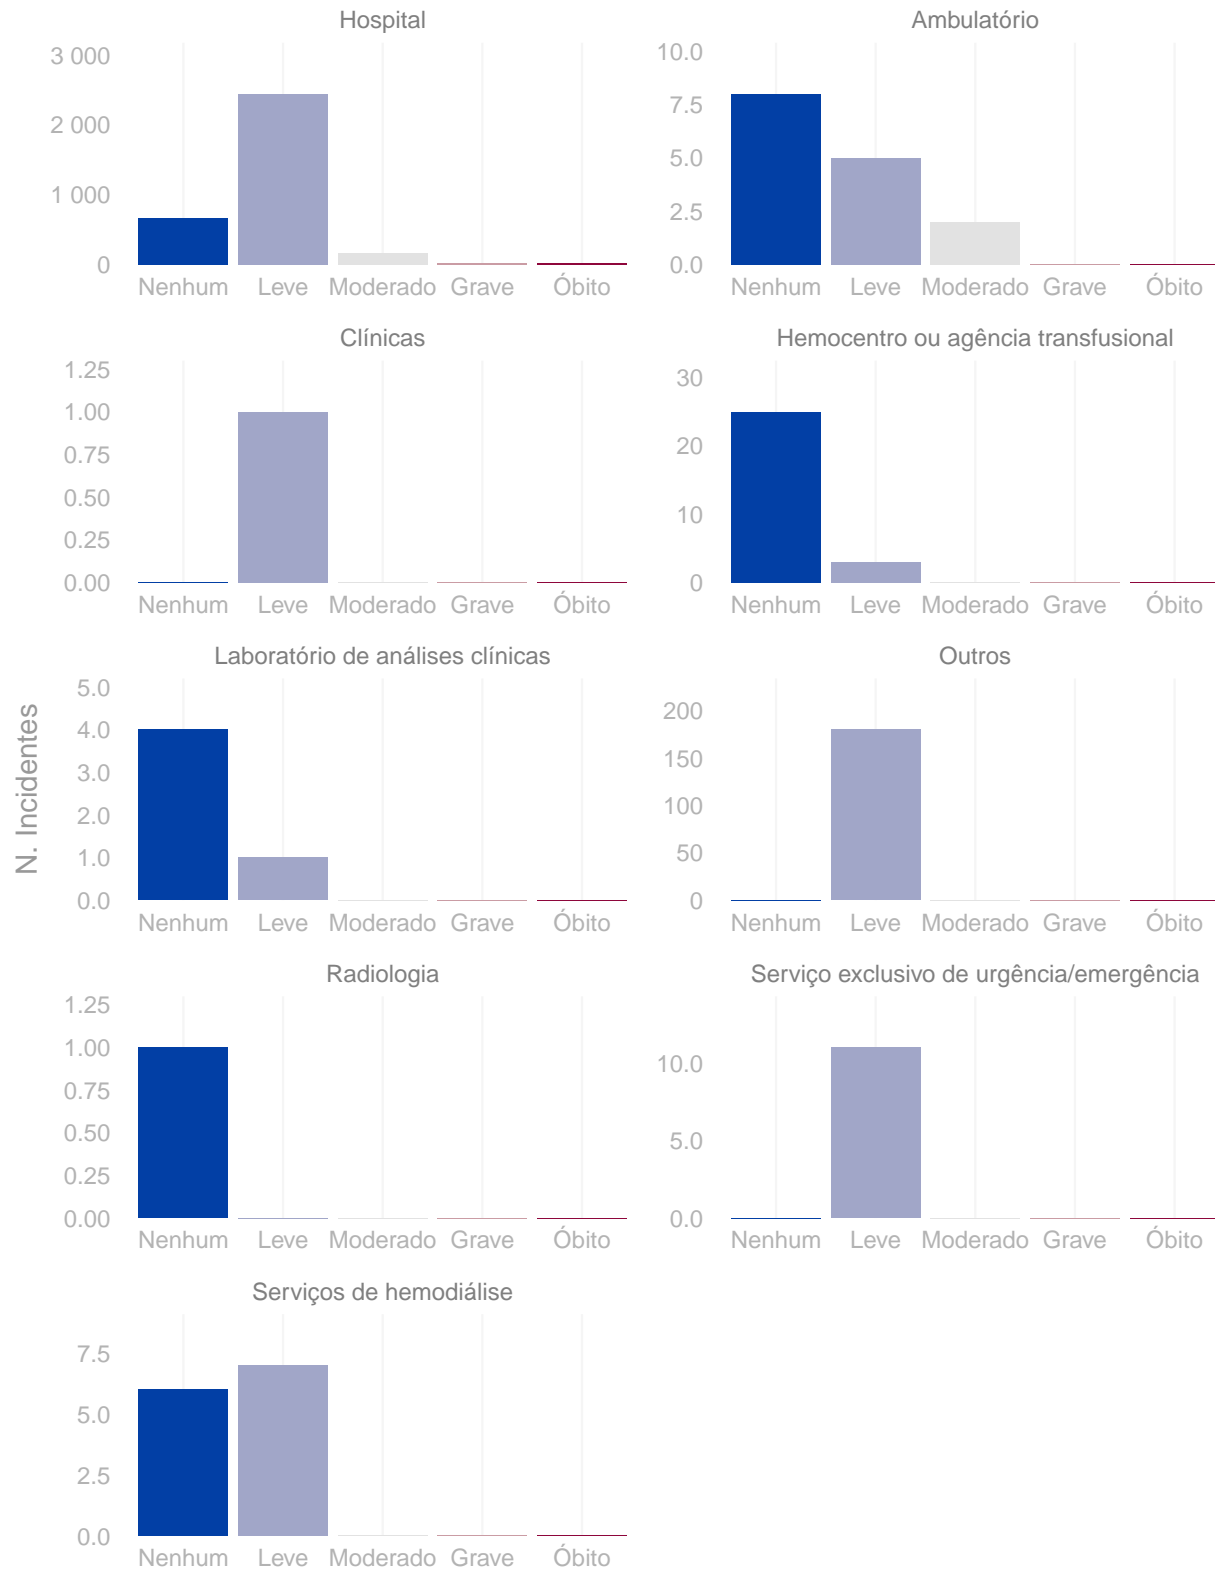 N. Incidentes
Hospital
3 000
2 000
1 000
0
Nenhum Leve Moderado Grave Óbito
Ambulatório
10.0
7.5
5.0
2.5
0.0
Nenhum Leve Moderado Grave Óbito
Clínicas
1.25
1.00
0.75
0.50
0.25
0.00
Nenhum Leve Moderado Grave Óbito
Hemocentro ou agência transfusional
30
20
10
0
Nenhum Leve Moderado Grave Óbito
Laboratório de análises clínicas
5.0
4.0
3.0
2.0
1.0
0.0
Nenhum Leve Moderado Grave Óbito
Outros
200
150
100
50
0
Nenhum Leve Moderado Grave Óbito
Radiologia
1.25
1.00
0.75
0.50
0.25
0.00
Nenhum Leve Moderado Grave Óbito
Serviço exclusivo de urgência/emergência
10.0
5.0
0.0
Nenhum Leve Moderado Grave Óbito
Serviços de hemodiálise
7.5
5.0
2.5
0.0
Nenhum Leve Moderado Grave Óbito